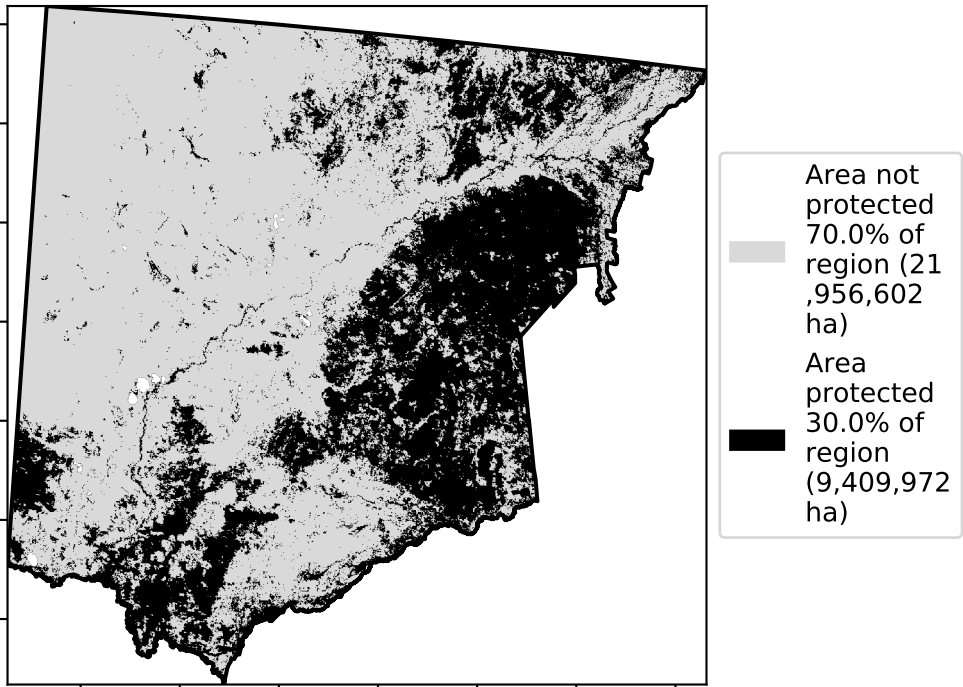 Area not
protected
70.0% of
region (21
,956,602
ha)
Area
protected
30.0% of
region
(9,409,972
ha)